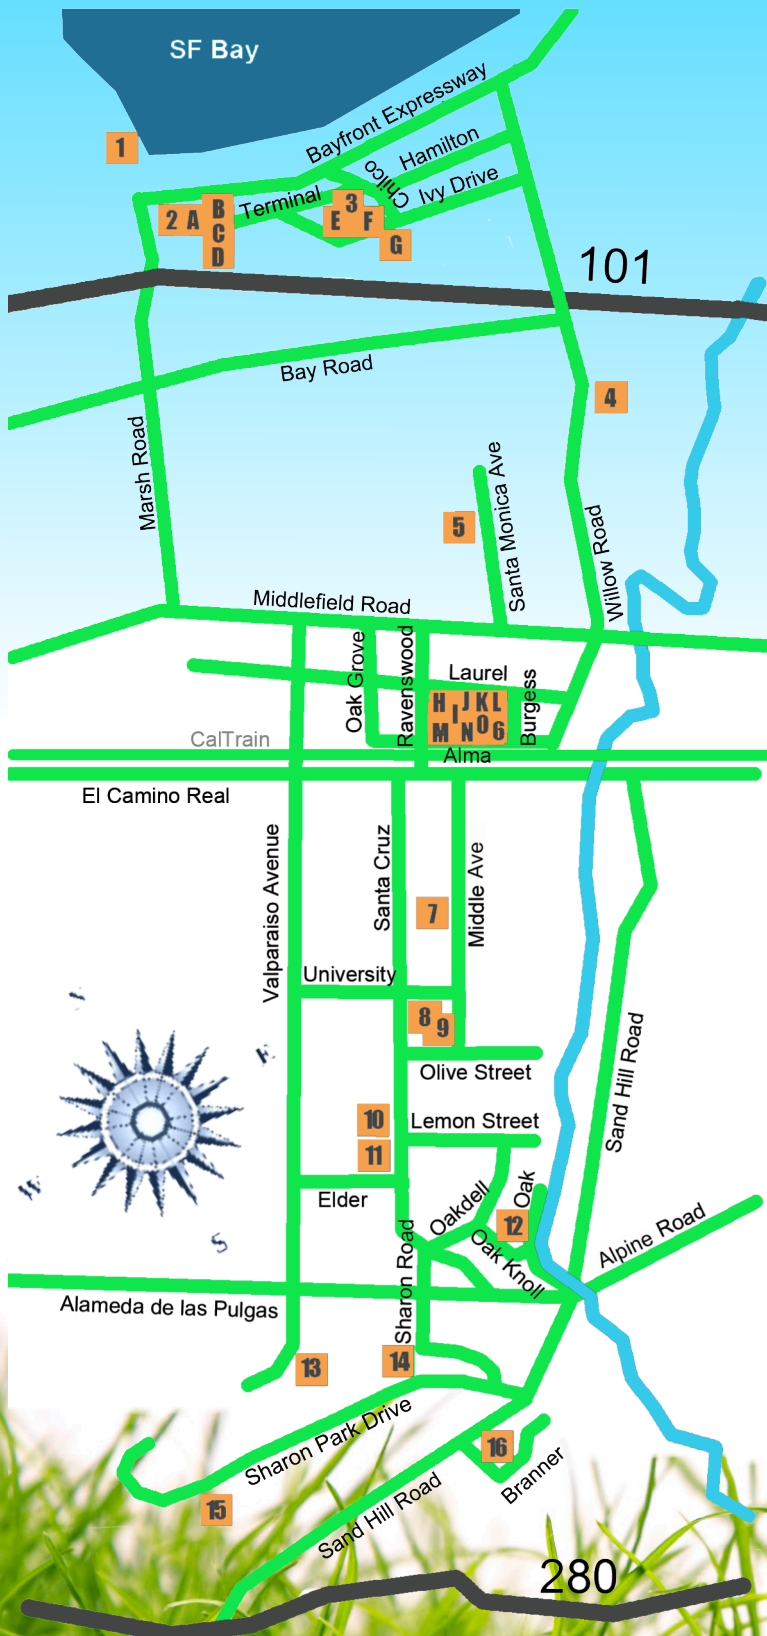 SF Bay
1
Bayfront Expressway
Hamilton
Chilco
Ivy Drive
Terminal
2 A B
C
D
3
E F
G
101
Bay Road
4
Marsh Road
Santa Monica Ave
5
Willow Road
Middlefield Road
Oak Grove
Ravenswood
Laurel
Burgess
H I J K L
M N O 6
CalTrain
Alma
El Camino Real
Valparaiso Avenue
Santa Cruz
Middle Ave
7
University
8
9
Sand Hill Road
Olive Street
10
Lemon Street
11
Elder
Oakdell
Oak
12
Oak Knoll
Alpine Road
Sharon Road
Alameda de las Pulgas
N
E
W
S
13
14
Sharon Park Drive
16
Branner
15
Sand Hill Road
280